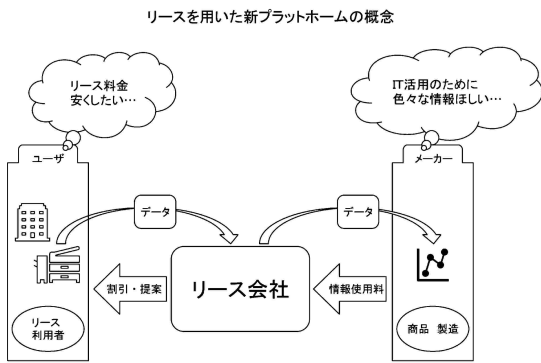 リースを用いた新プラットホームの概念
リース料金
安くしたい…
IT活用のために
色々な情報ほしい…
ユーザ
メーカー
データ
データ
割引・提案
リース会社
情報使用料
リース
利用者
商品 製造